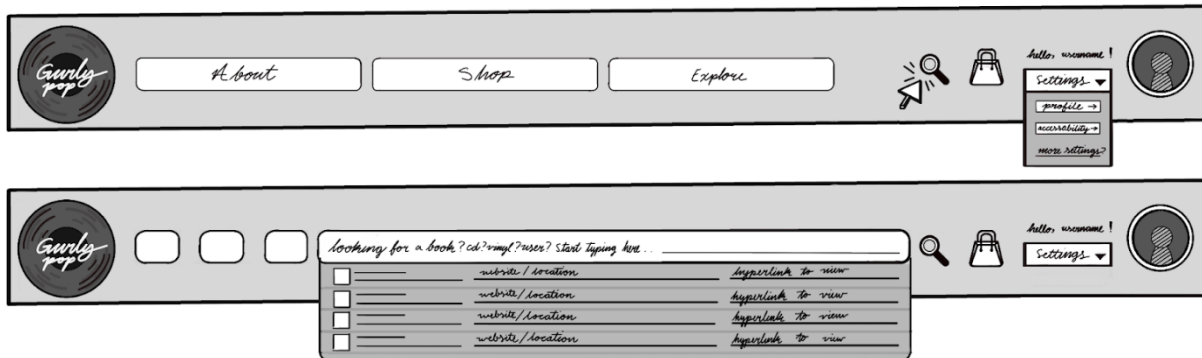 Gurly
pop
About
Shop
Explore
hello, username !
Settings
profile →
accessability →
more settings?
Gurly
pop
looking for a book? cd? vinyl? user? Start typing here..
hello, username !
Settings
website/location hyperlink to view
website/location hyperlink to view
website/location hyperlink to view
website/location hyperlink to view